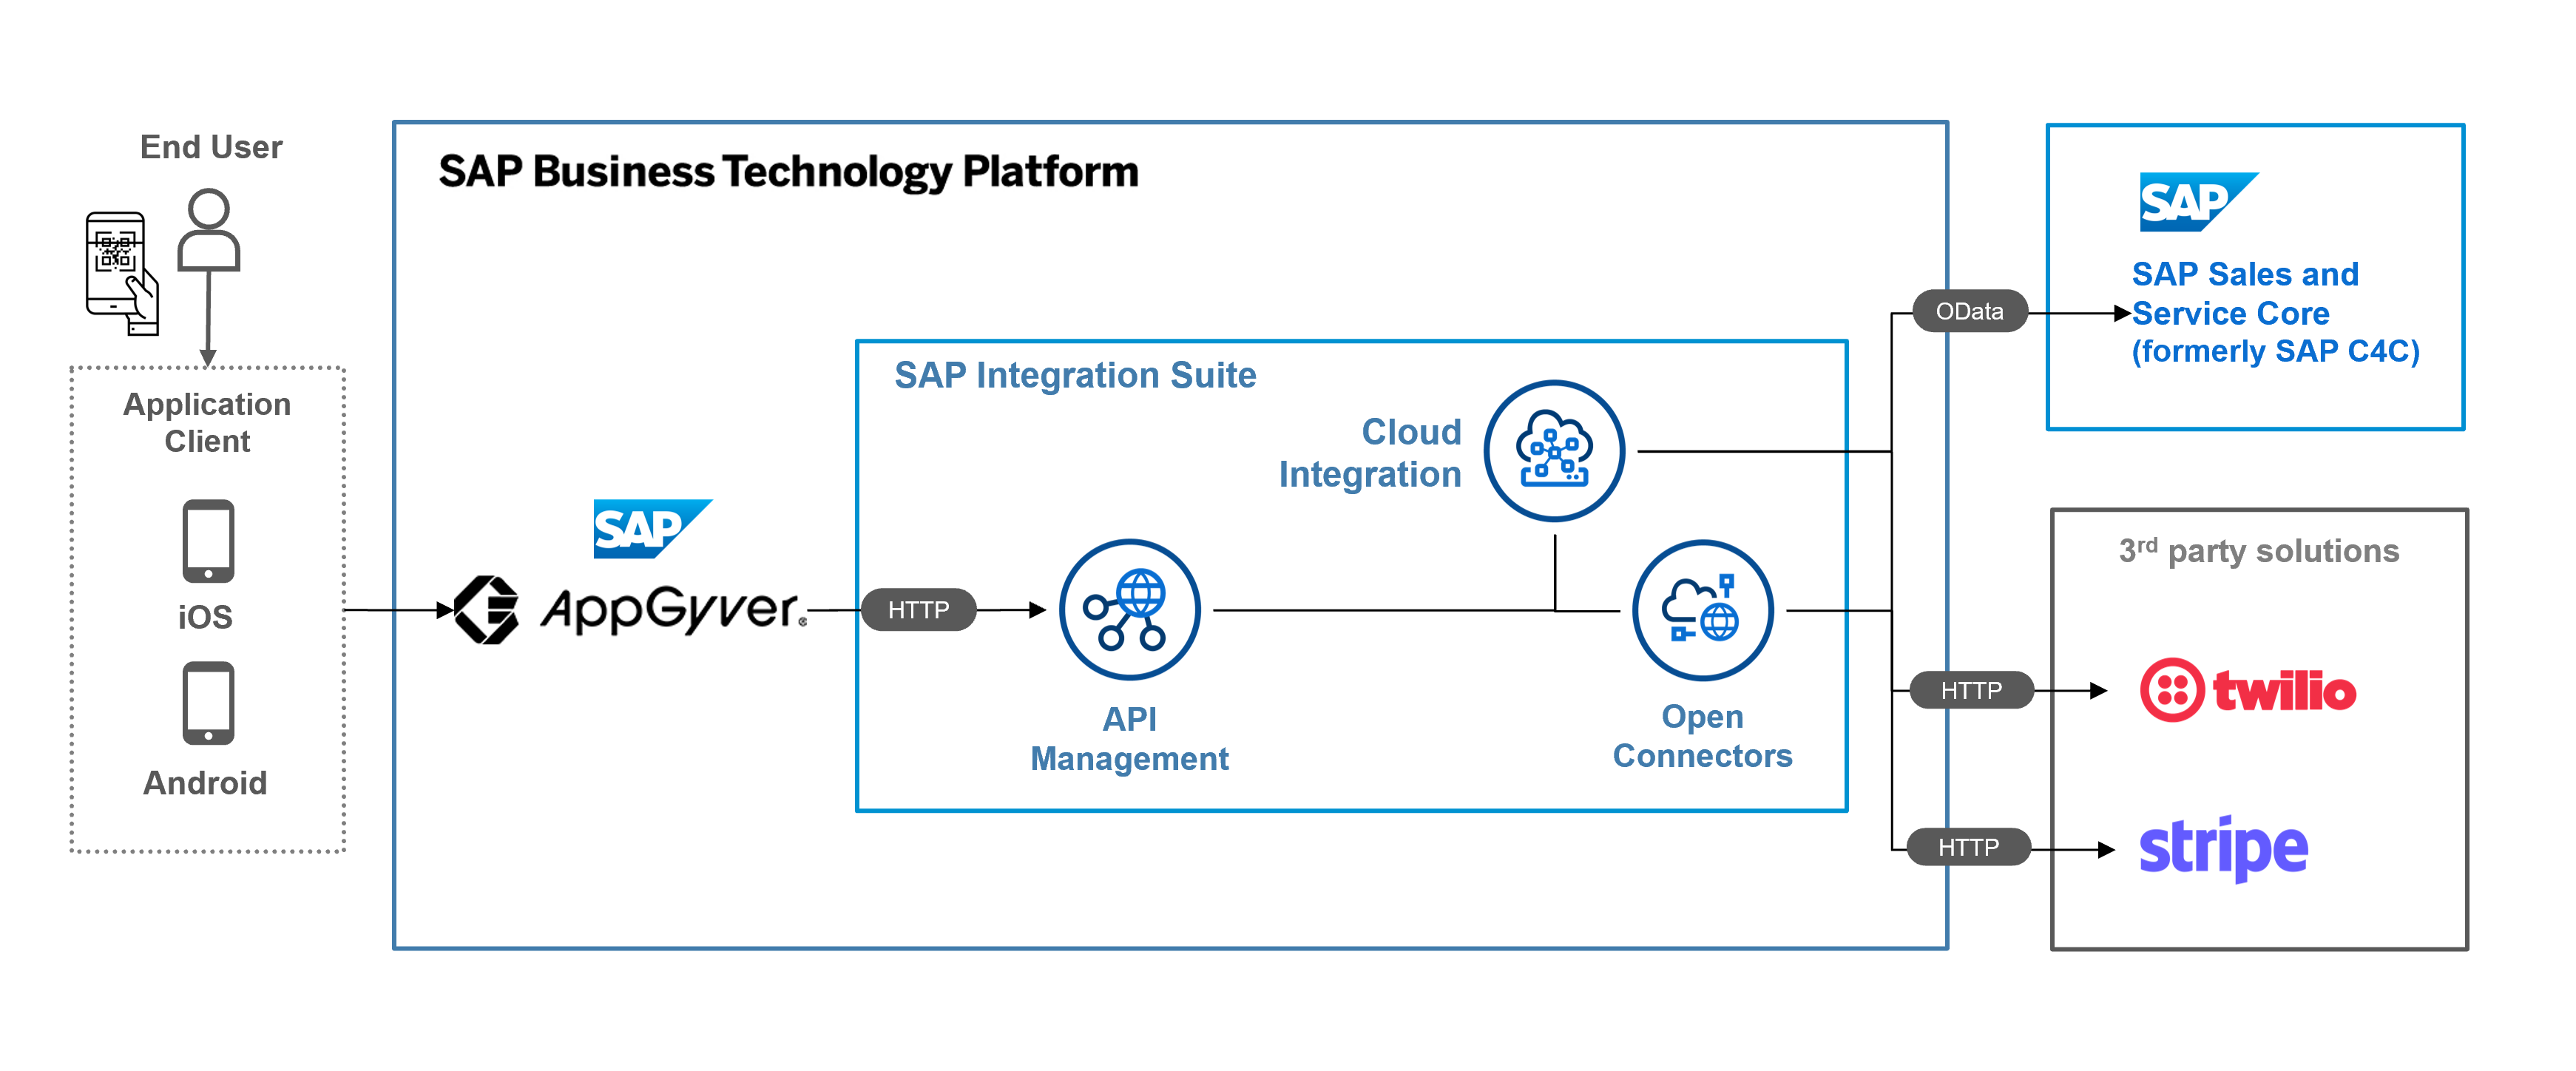 End User
Application
Client
iOS
Android
SAP Business Technology Platform
SAP
AppGyver
HTTP
SAP Integration Suite
Cloud
Integration
API
Management
Open
Connectors
OData
HTTP
HTTP
SAP
SAP Sales and
Service Core
(formerly SAP C4C)
3rd party solutions
twilio
stripe